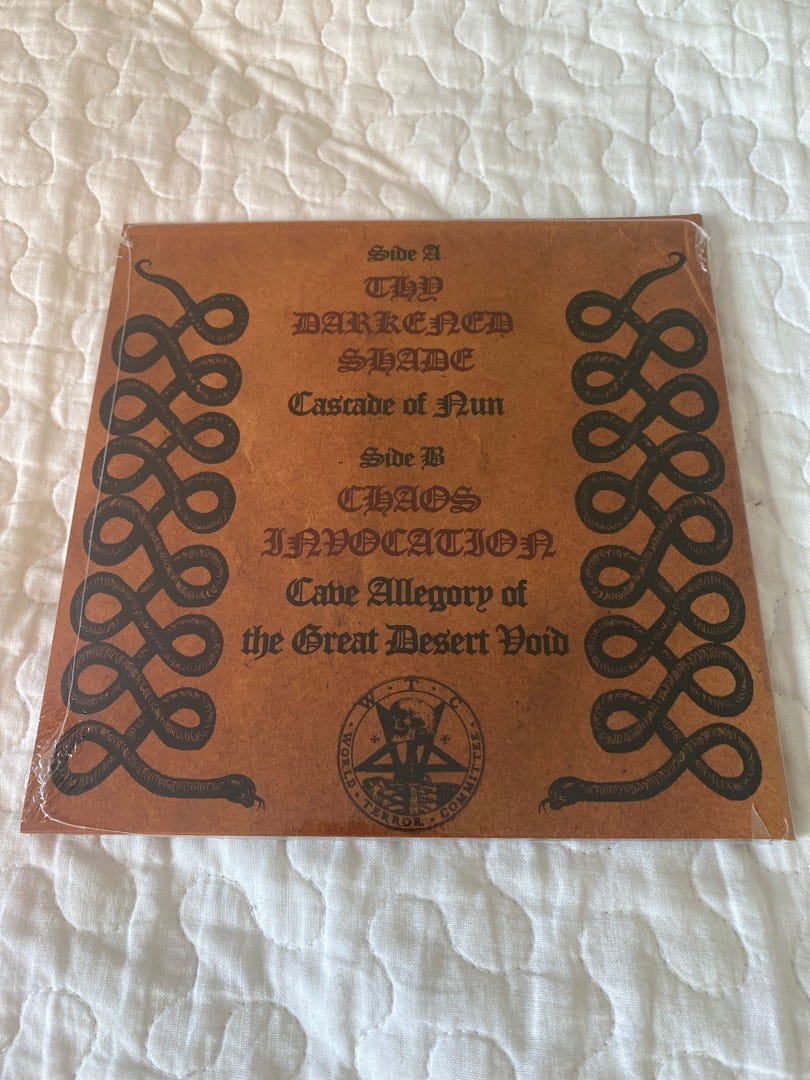 Side A
THY
DARKENED
SHADE
Cascade of Nun
Side B
CHAOS
INVOCATION
Cave Allegory of
the Great Desert Void
W · T · C
WORLD · TERROR · COMMITTEE